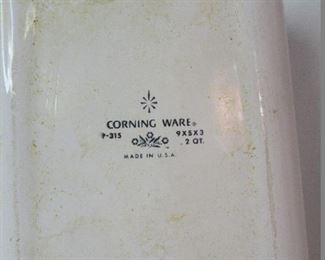 CORNING WARE®
P-315 9X5X3
2 QT.
MADE IN U.S.A.